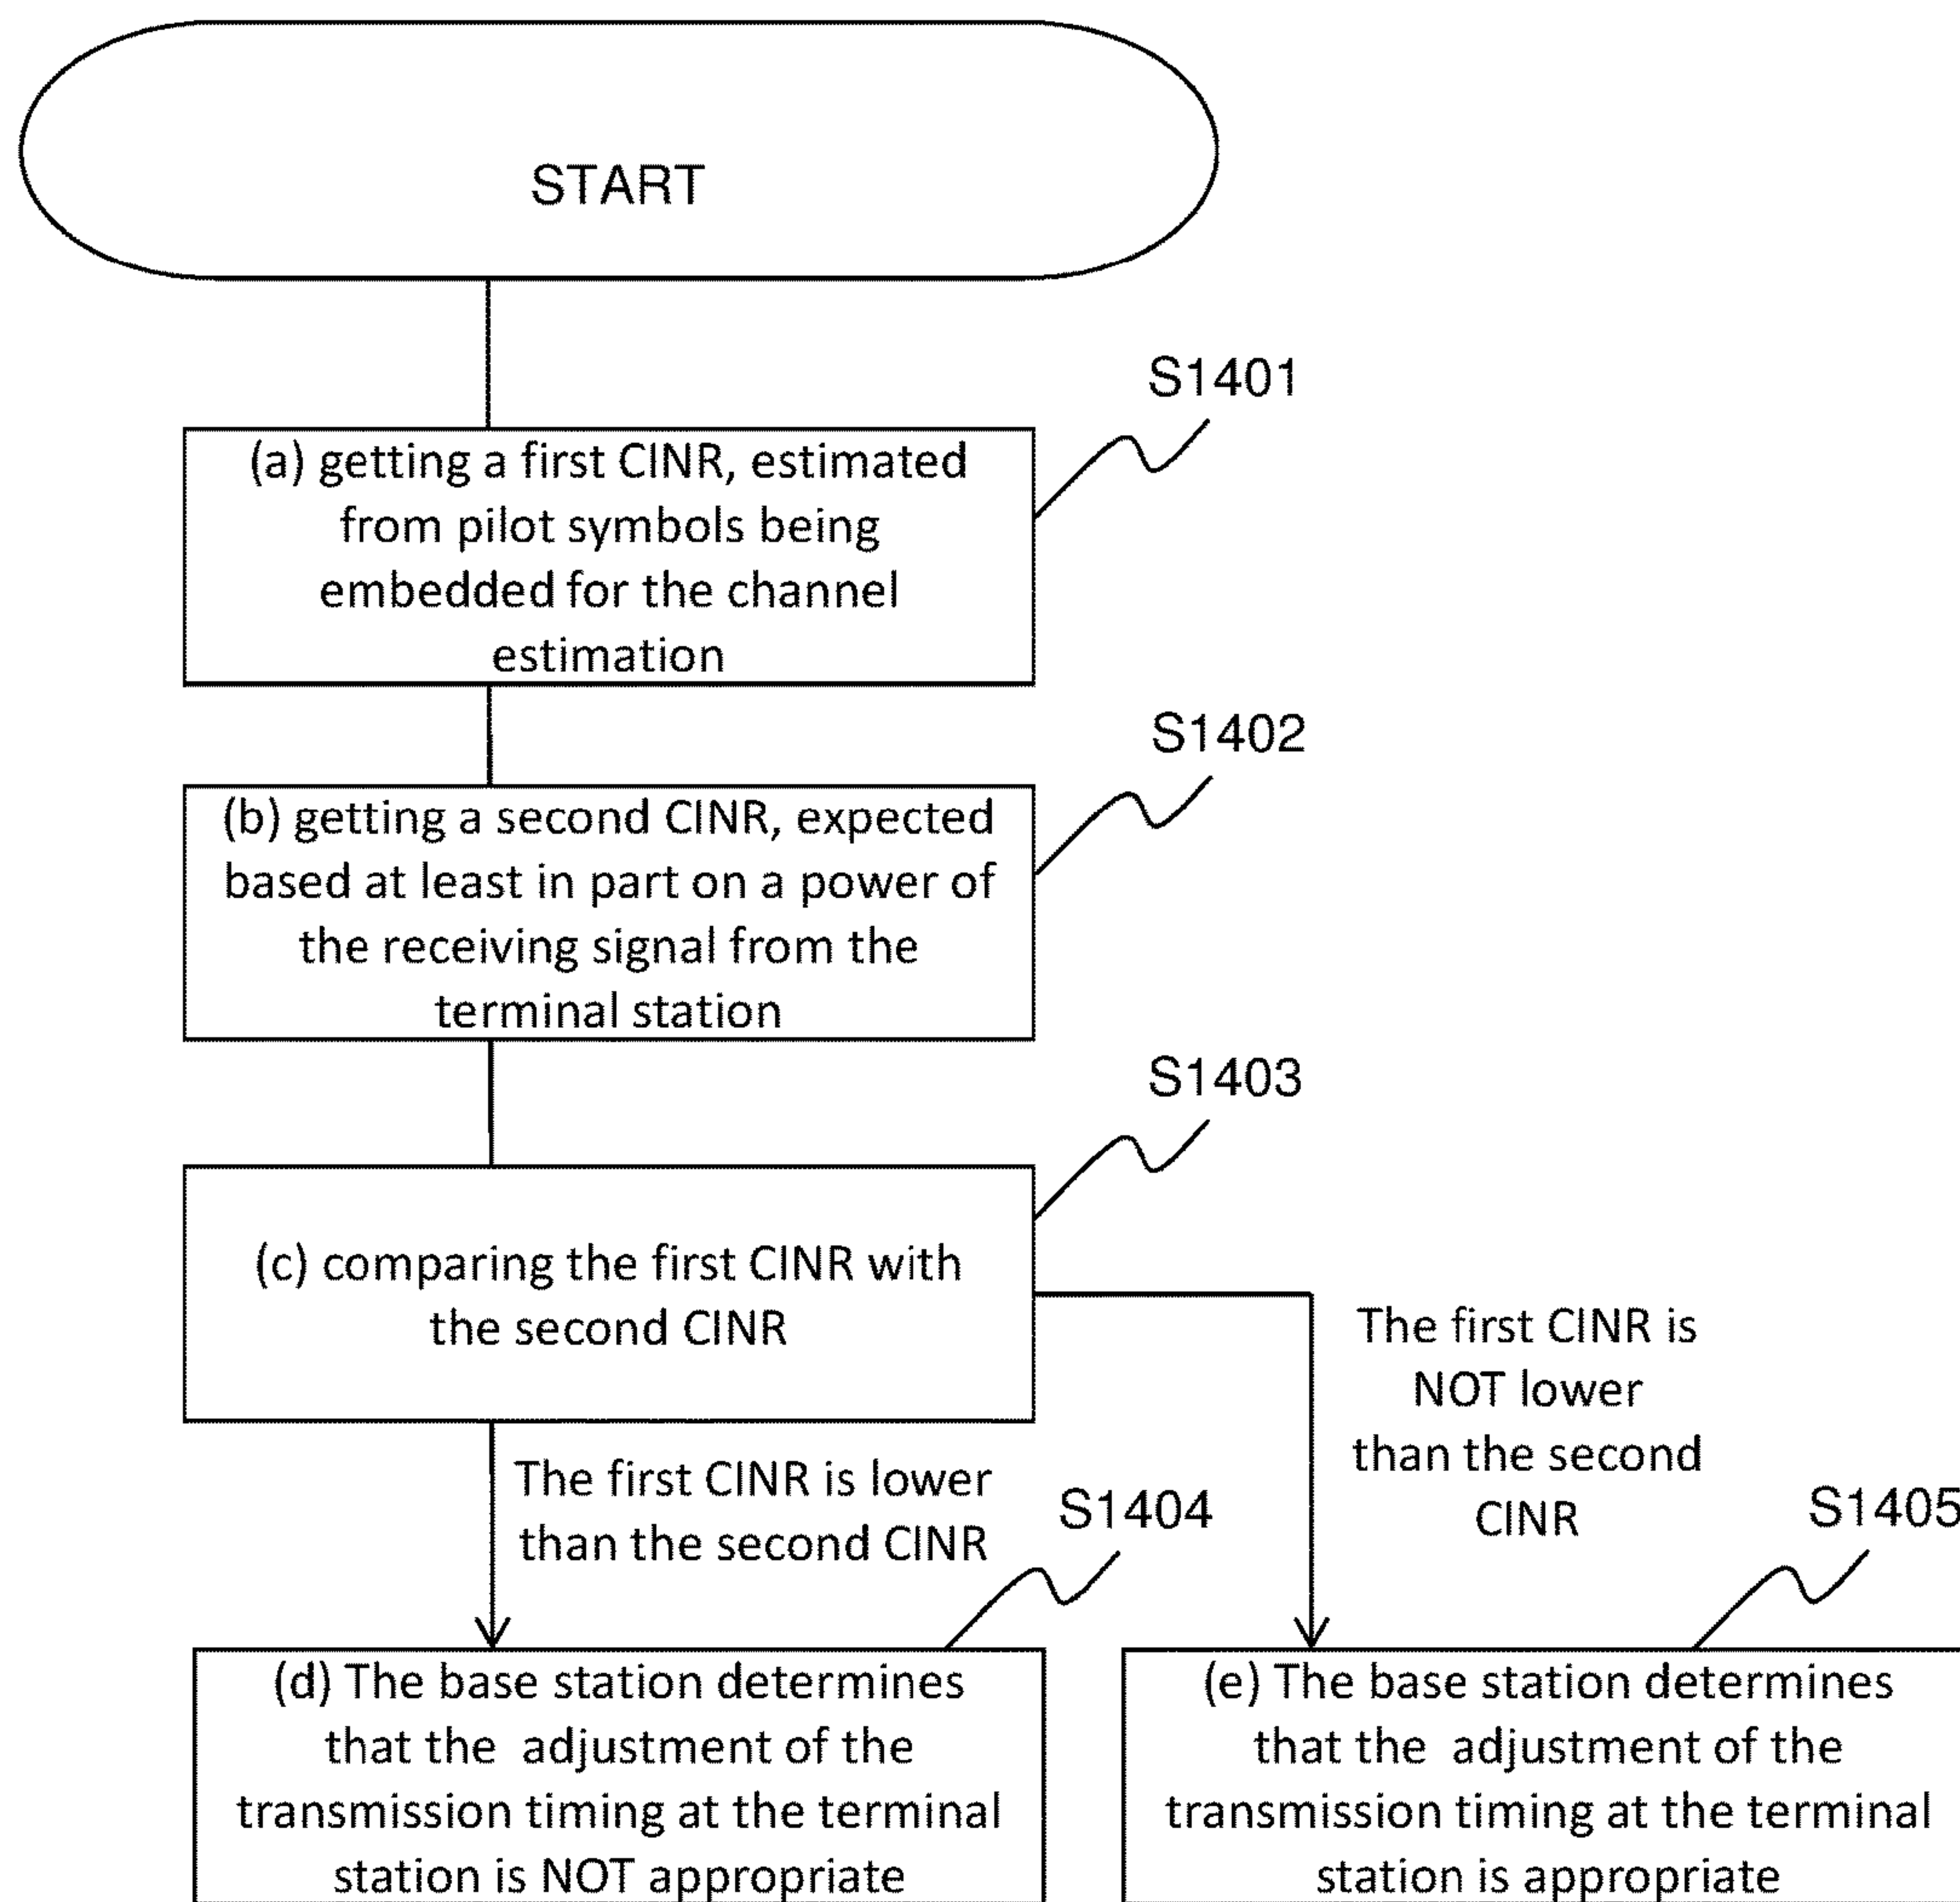 START
S1401
(a) getting a first CINR, estimated
from pilot symbols being
embedded for the channel
estimation
S1402
(b) getting a second CINR, expected
based at least in part on a power of
the receiving signal from the
terminal station
S1403
(c) comparing the first CINR with
the second CINR
The first CINR is
NOT lower
than the second
CINR
The first CINR is lower
than the second CINR
S1404
S1405
(d) The base station determines
that the adjustment of the
transmission timing at the terminal
station is NOT appropriate
(e) The base station determines
that the adjustment of the
transmission timing at the terminal
station is appropriate